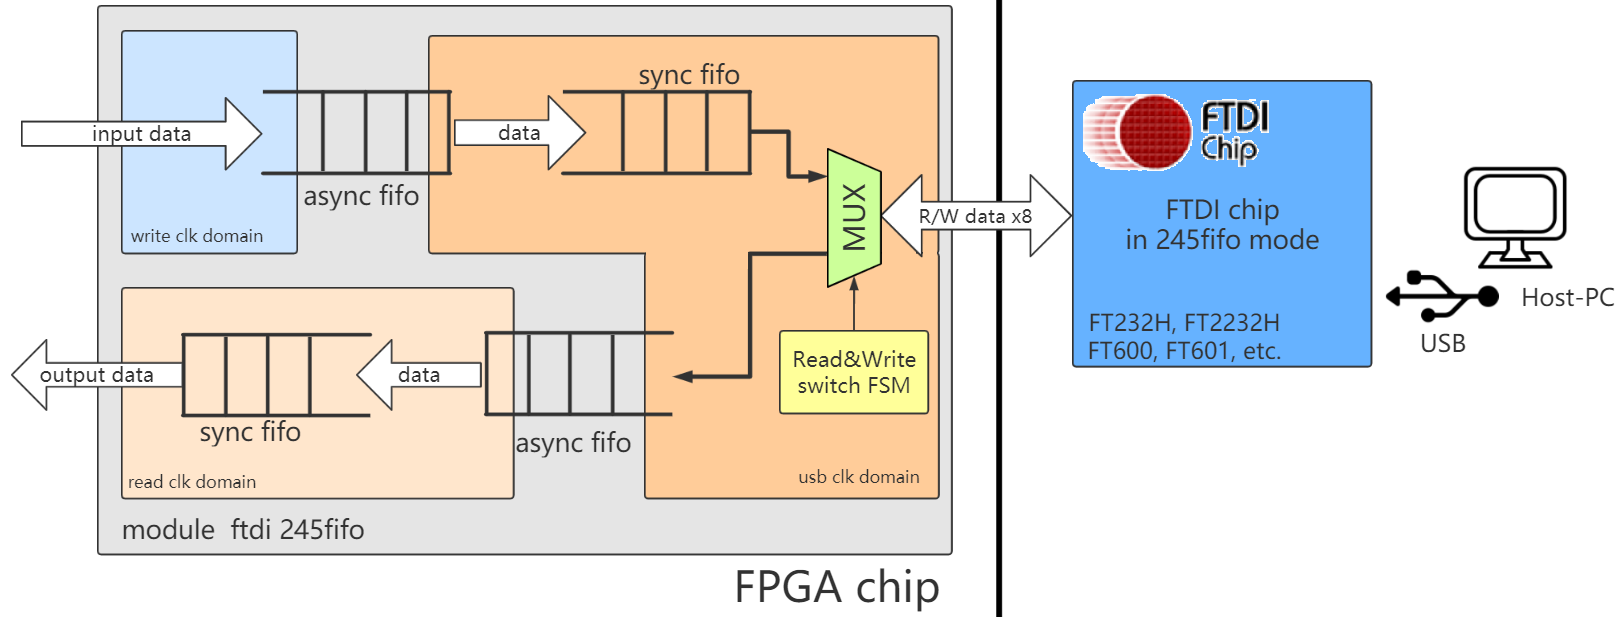 sync fifo
input data
data
async fifo
write clk domain
MUX
R/W data x8
FTDI
Chip
FTDI chip
in 245fifo mode
FT232H, FT2232H
FT600, FT601, etc.
Host-PC
USB
Read&Write
switch FSM
output data
data
sync fifo
async fifo
read clk domain
usb clk domain
module ftdi 245fifo
FPGA chip